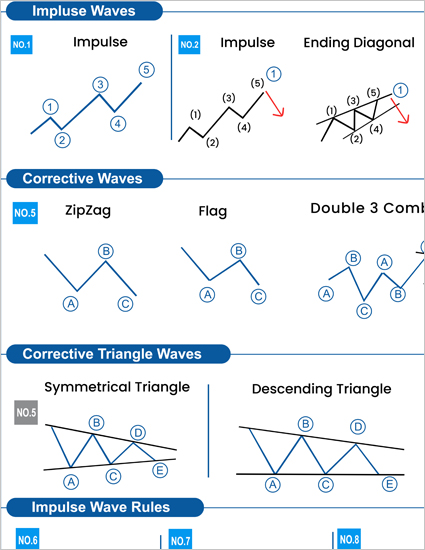 Impluse Waves
NO.1 Impulse
① ② ③ ④ ⑤
NO.2 Impulse
(1) (2) (3) (4) (5) ①
Ending Diagonal
(1) (2) (3) (4) (5) ①
Corrective Waves
NO.5 ZipZag
Ⓐ Ⓑ Ⓒ
Flag
Ⓐ Ⓑ Ⓒ
Double 3 Comb
Ⓐ Ⓑ Ⓒ Ⓐ Ⓑ
Corrective Triangle Waves
NO.5 Symmetrical Triangle
Ⓐ Ⓑ Ⓒ Ⓓ Ⓔ
Descending Triangle
Ⓐ Ⓑ Ⓒ Ⓓ Ⓔ
Impulse Wave Rules
NO.6 NO.7 NO.8